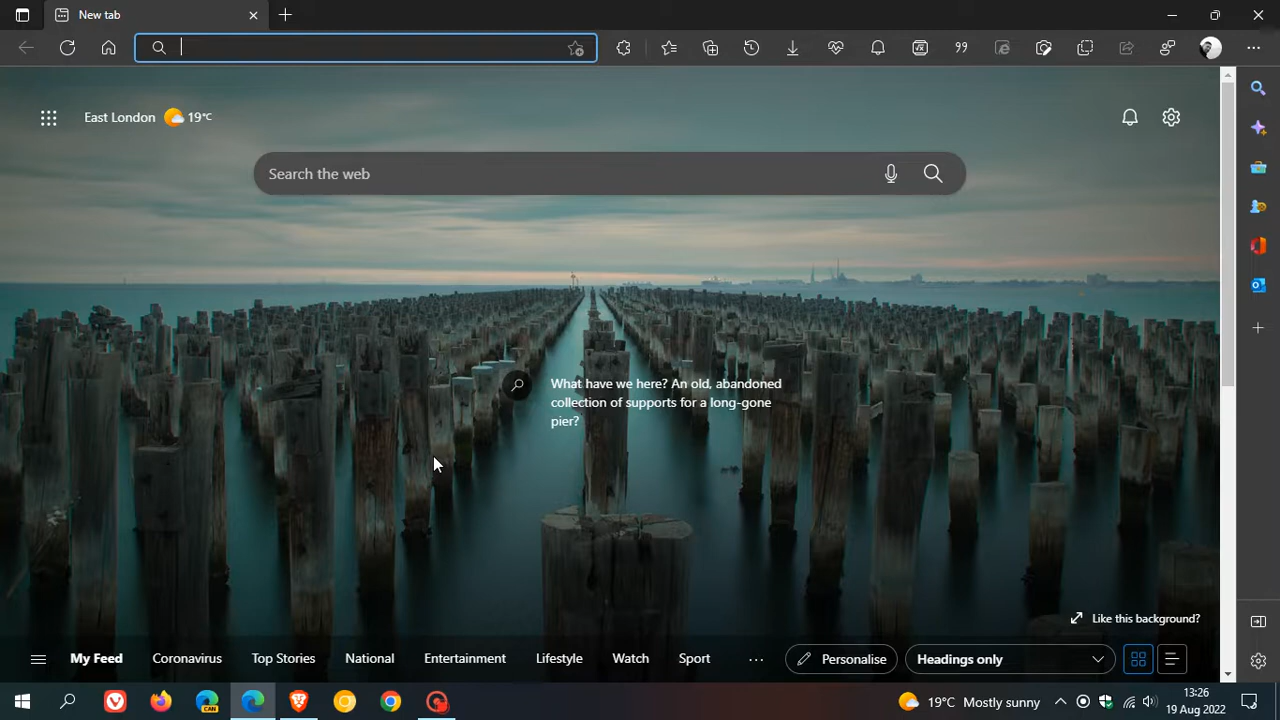 New tab
East London 19°C
Search the web
What have we here? An old, abandoned
collection of supports for a long-gone
pier?
Like this background?
My Feed Coronavirus Top Stories National Entertainment Lifestyle Watch Sport ... Personalise Headings only
CAN 19°C Mostly sunny 13:26
19 Aug 2022